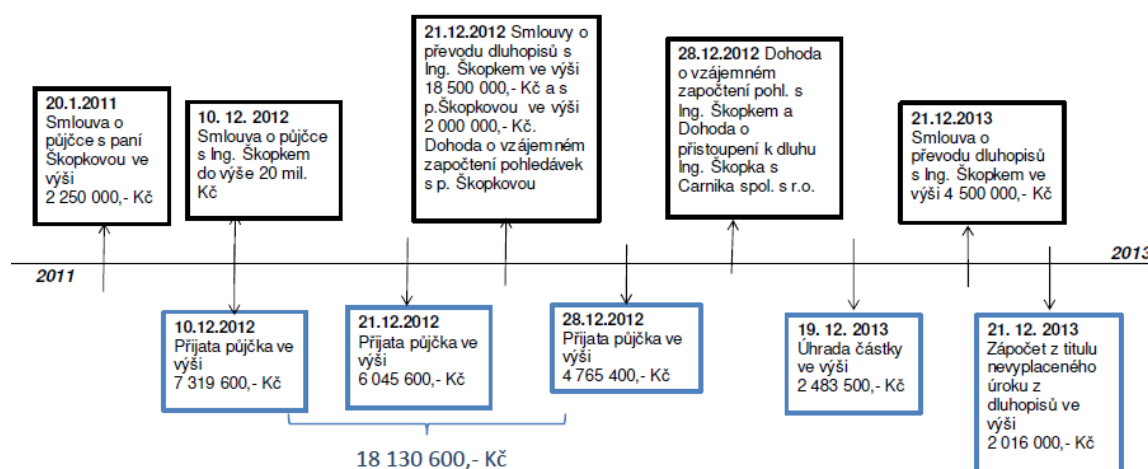 20.1.2011
Smlouva o
půjčce s paní
Škopkovou ve
výši
2 250 000,- Kč
10. 12. 2012
Smlouva o půjčce
s Ing. Škopkem
do výše 20 mil.
Kč
21.12.2012 Smlouvy o
převodu dluhopisů s
Ing. Škopkem ve výši
18 500 000,- Kč a s
p.Škopkovou ve výši
2 000 000,- Kč.
Dohoda o vzájemném
započtení pohledávek
s p. Škopkovou
28.12.2012 Dohoda
o vzájemném
započtení pohl. s
Ing. Škopkem a
Dohoda o
přistoupení k dluhu
Ing. Škopka s
Carnika spol. s r.o.
21.12.2013
Smlouva o
převodu dluhopisů
s Ing. Škopkem ve
výši 4 500 000,- Kč
2011
2013
10.12.2012
Přijata půjčka ve
výši
7 319 600,- Kč
21.12.2012
Přijata půjčka ve
výši
6 045 600,- Kč
28.12.2012
Přijata půjčka ve
výši
4 765 400,- Kč
19. 12. 2013
Úhrada částky
ve výši
2 483 500,- Kč
21. 12. 2013
Zápočet z titulu
nevyplaceného
úroku z
dluhopisů ve
výši
2 016 000,- Kč
18 130 600,- Kč